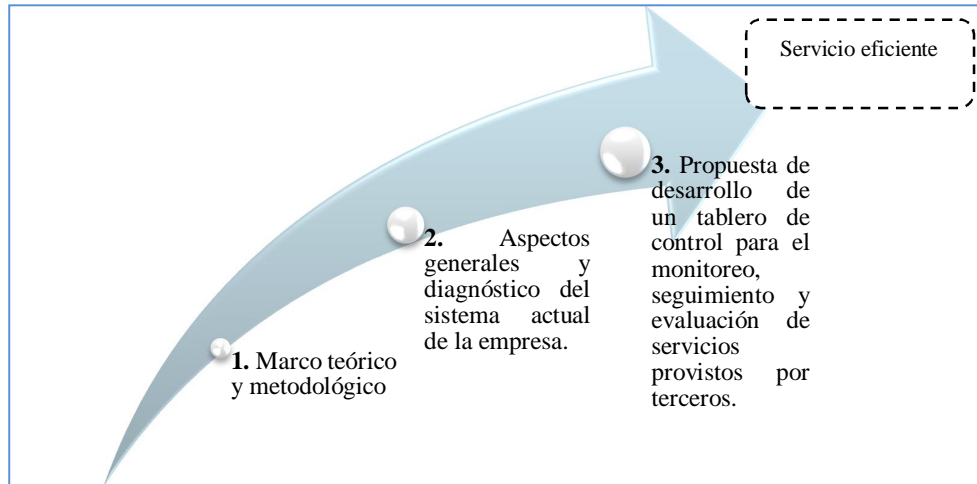 Servicio eficiente
3. Propuesta de
desarrollo de
un tablero de
control para el
monitoreo,
seguimiento y
evaluación de
servicios
provistos por
terceros.
2. Aspectos
generales y
diagnóstico del
sistema actual
de la empresa.
1. Marco teórico
y metodológico